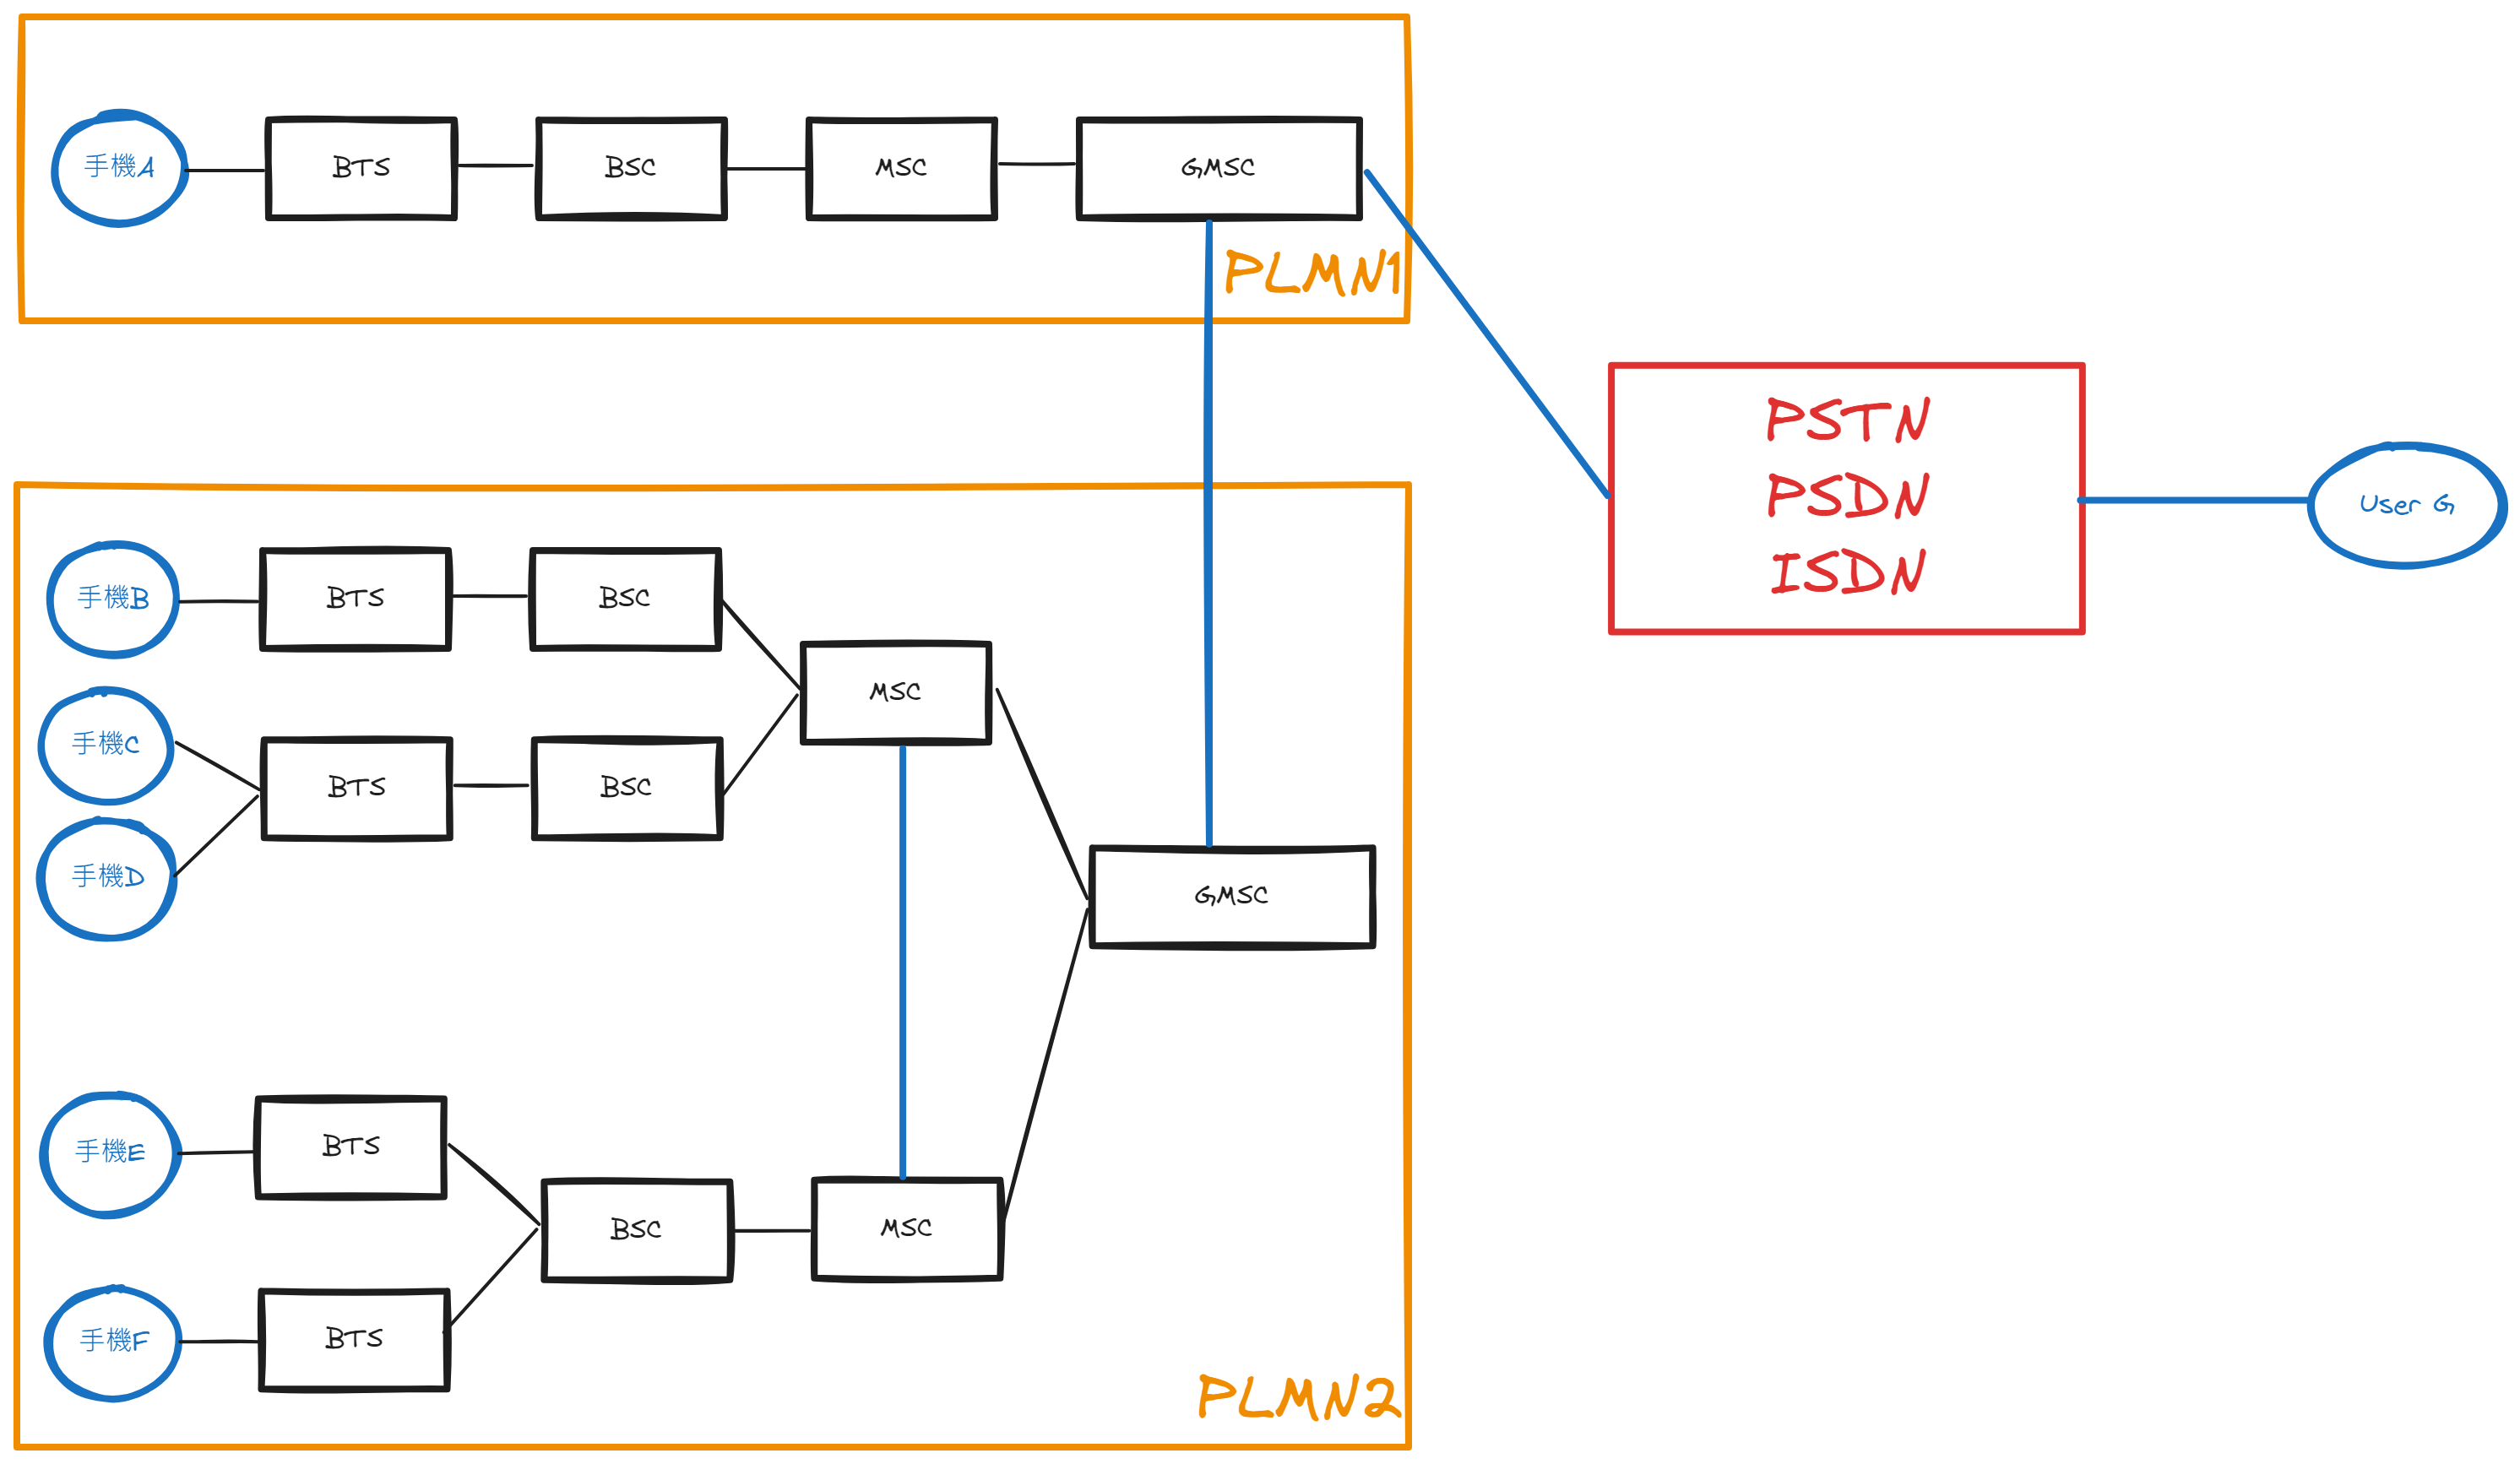 手機A
BTS
BSC
MSC
GMSC
PLMN1
PSTN
PSDN
ISDN
User G
手機B
BTS
BSC
MSC
手機C
手機D
BTS
BSC
GMSC
手機E
BTS
BSC
MSC
手機F
BTS
PLMN2